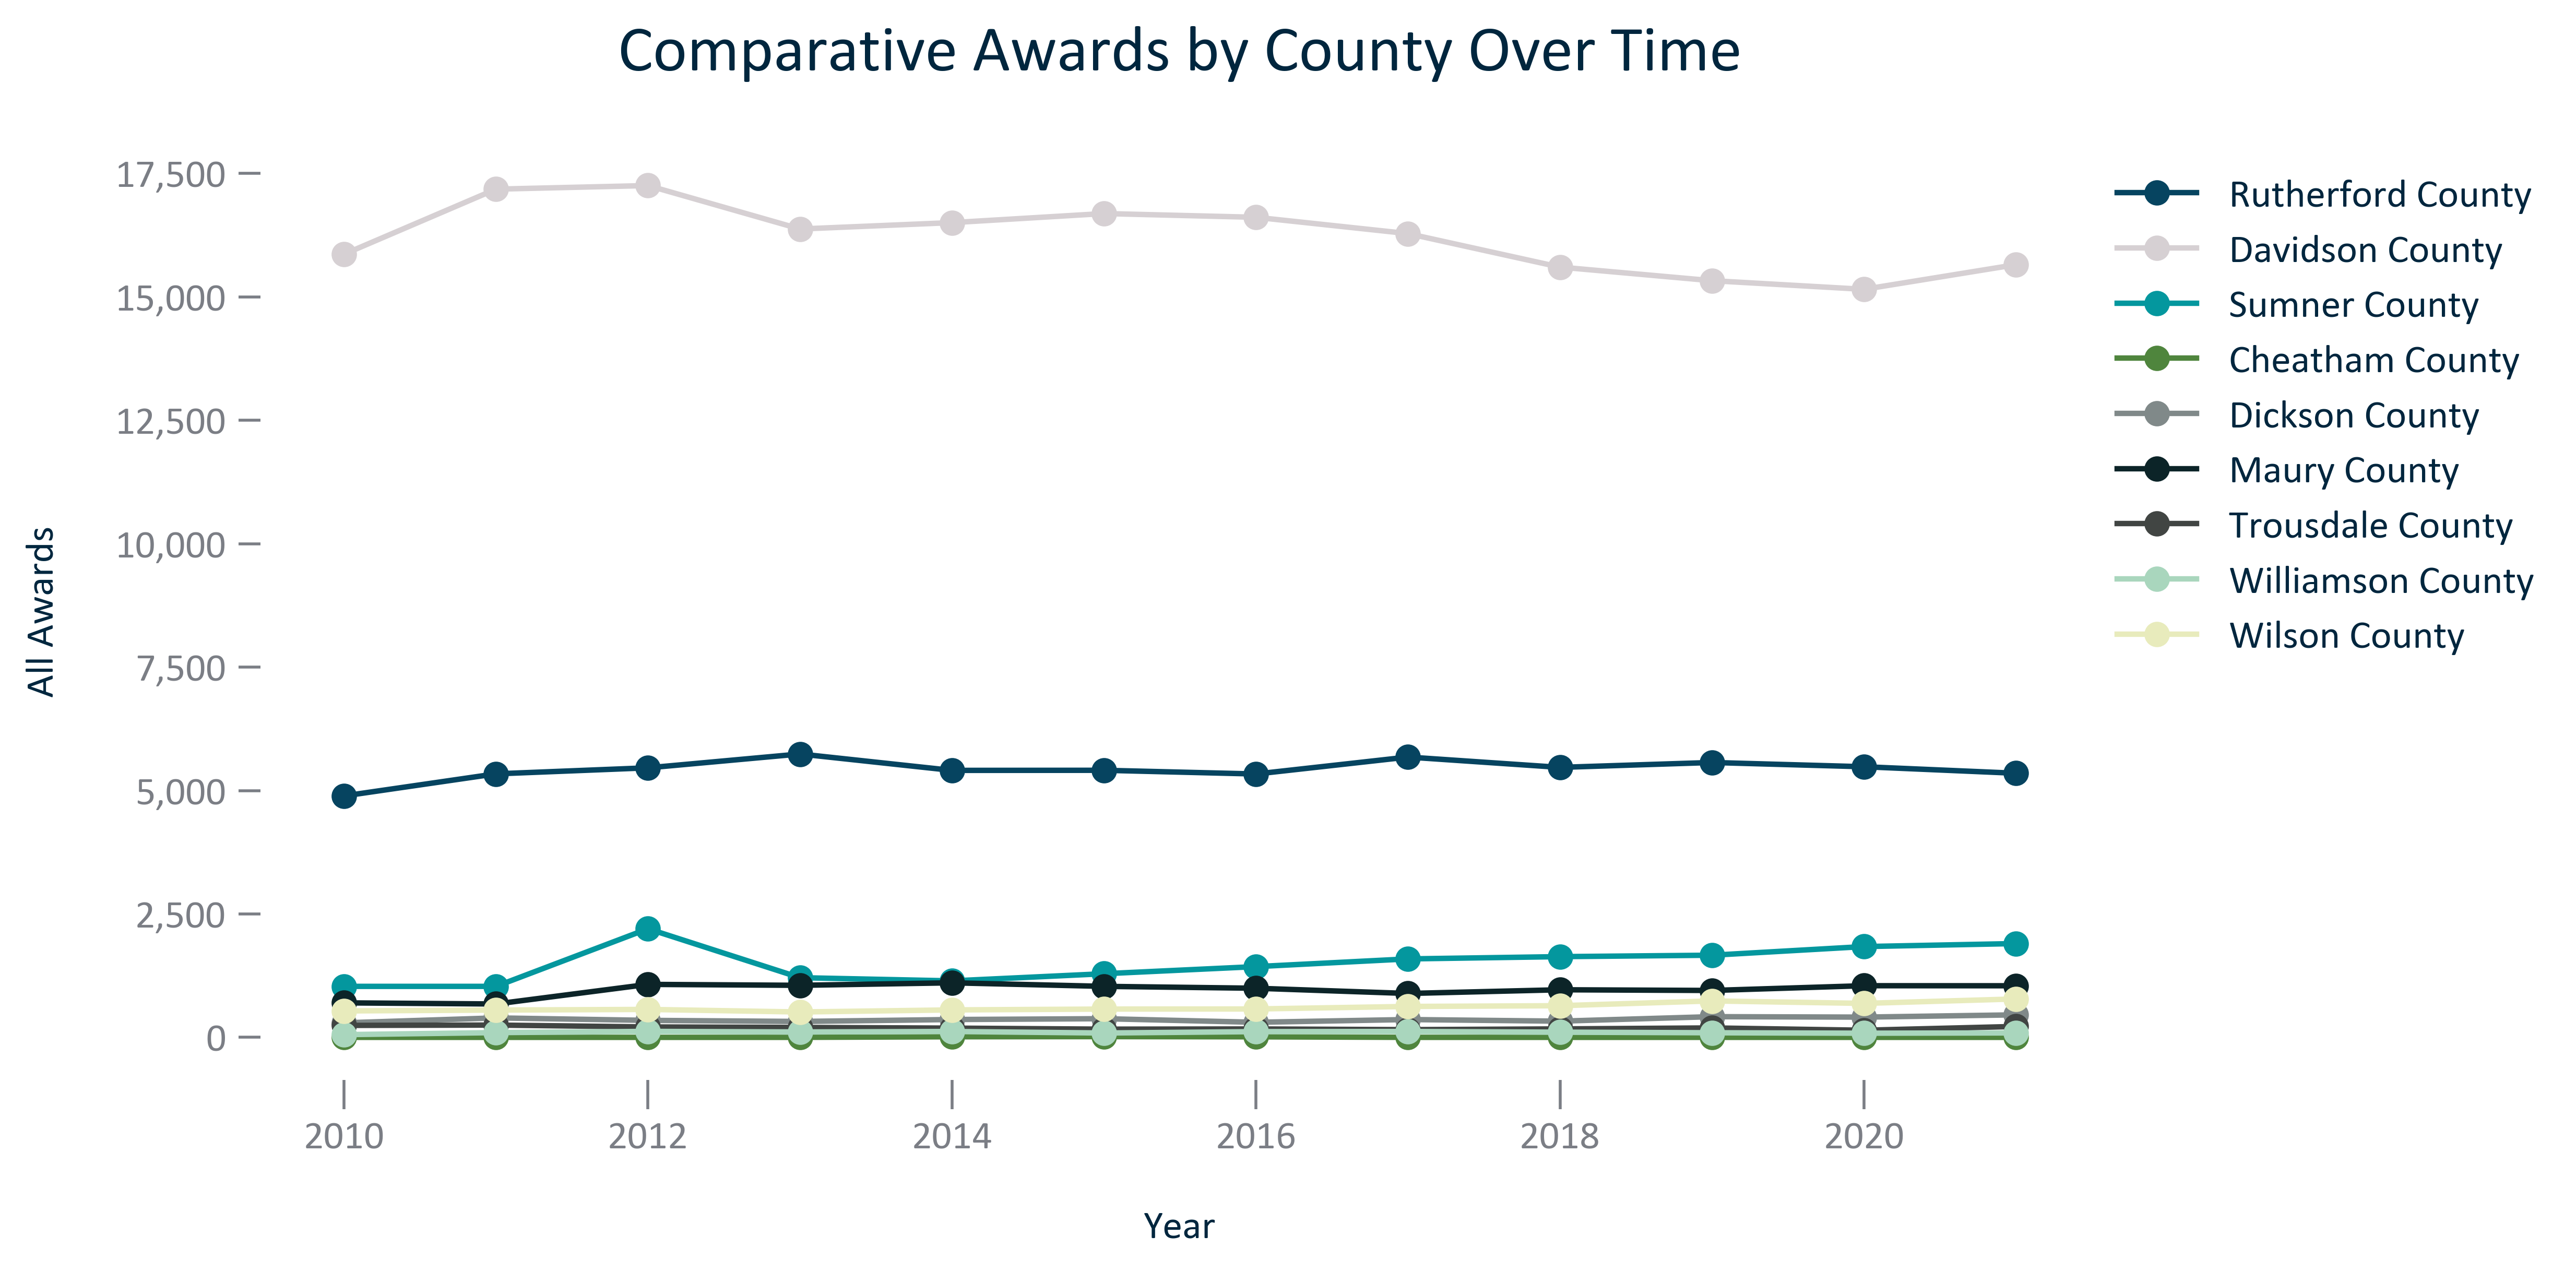 Comparative Awards by County Over Time
17,500
15,000
12,500
10,000
7,500
5,000
2,500
0
All Awards
2010 2012 2014 2016 2018 2020
Year
Rutherford County
Davidson County
Sumner County
Cheatham County
Dickson County
Maury County
Trousdale County
Williamson County
Wilson County